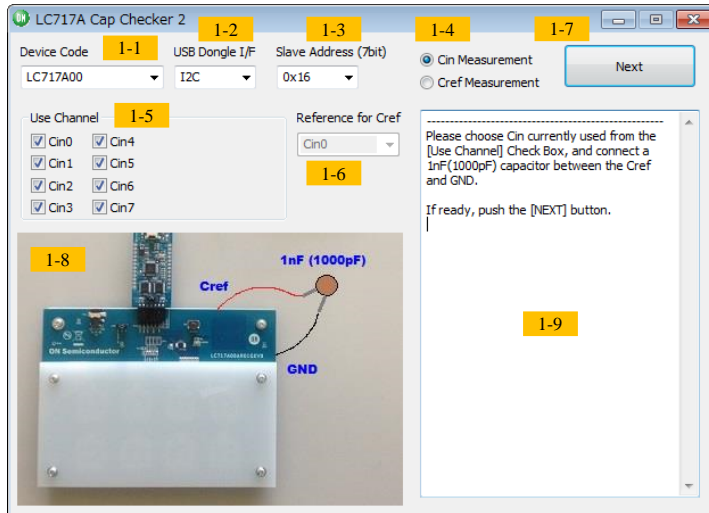 ON LC717A Cap Checker 2
1-1
1-2
1-3
1-4
1-7
Device Code
USB Dongle I/F
Slave Address (7bit)
LC717A00
I2C
0x16
Cin Measurement
Cref Measurement
Next
Use Channel
1-5
Cin0
Cin4
Cin1
Cin5
Cin2
Cin6
Cin3
Cin7
Reference for Cref
Cin0
1-6
------------------------------------------------------------
Please choose Cin currently used from the
[Use Channel] Check Box, and connect a
1nF(1000pF) capacitor between the Cref
and GND.
If ready, push the [NEXT] button.
1-9
1-8
1nF (1000pF)
Cref
ON Semiconductor
GND